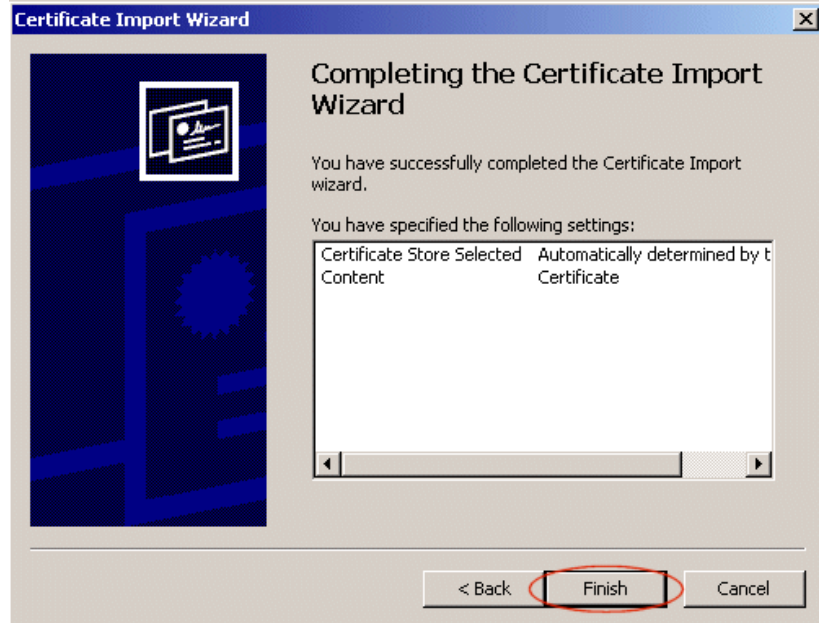 Certificate Import Wizard
Completing the Certificate Import
Wizard
You have successfully completed the Certificate Import
wizard.
You have specified the following settings:
Certificate Store Selected Automatically determined by t
Content Certificate
< Back Finish Cancel